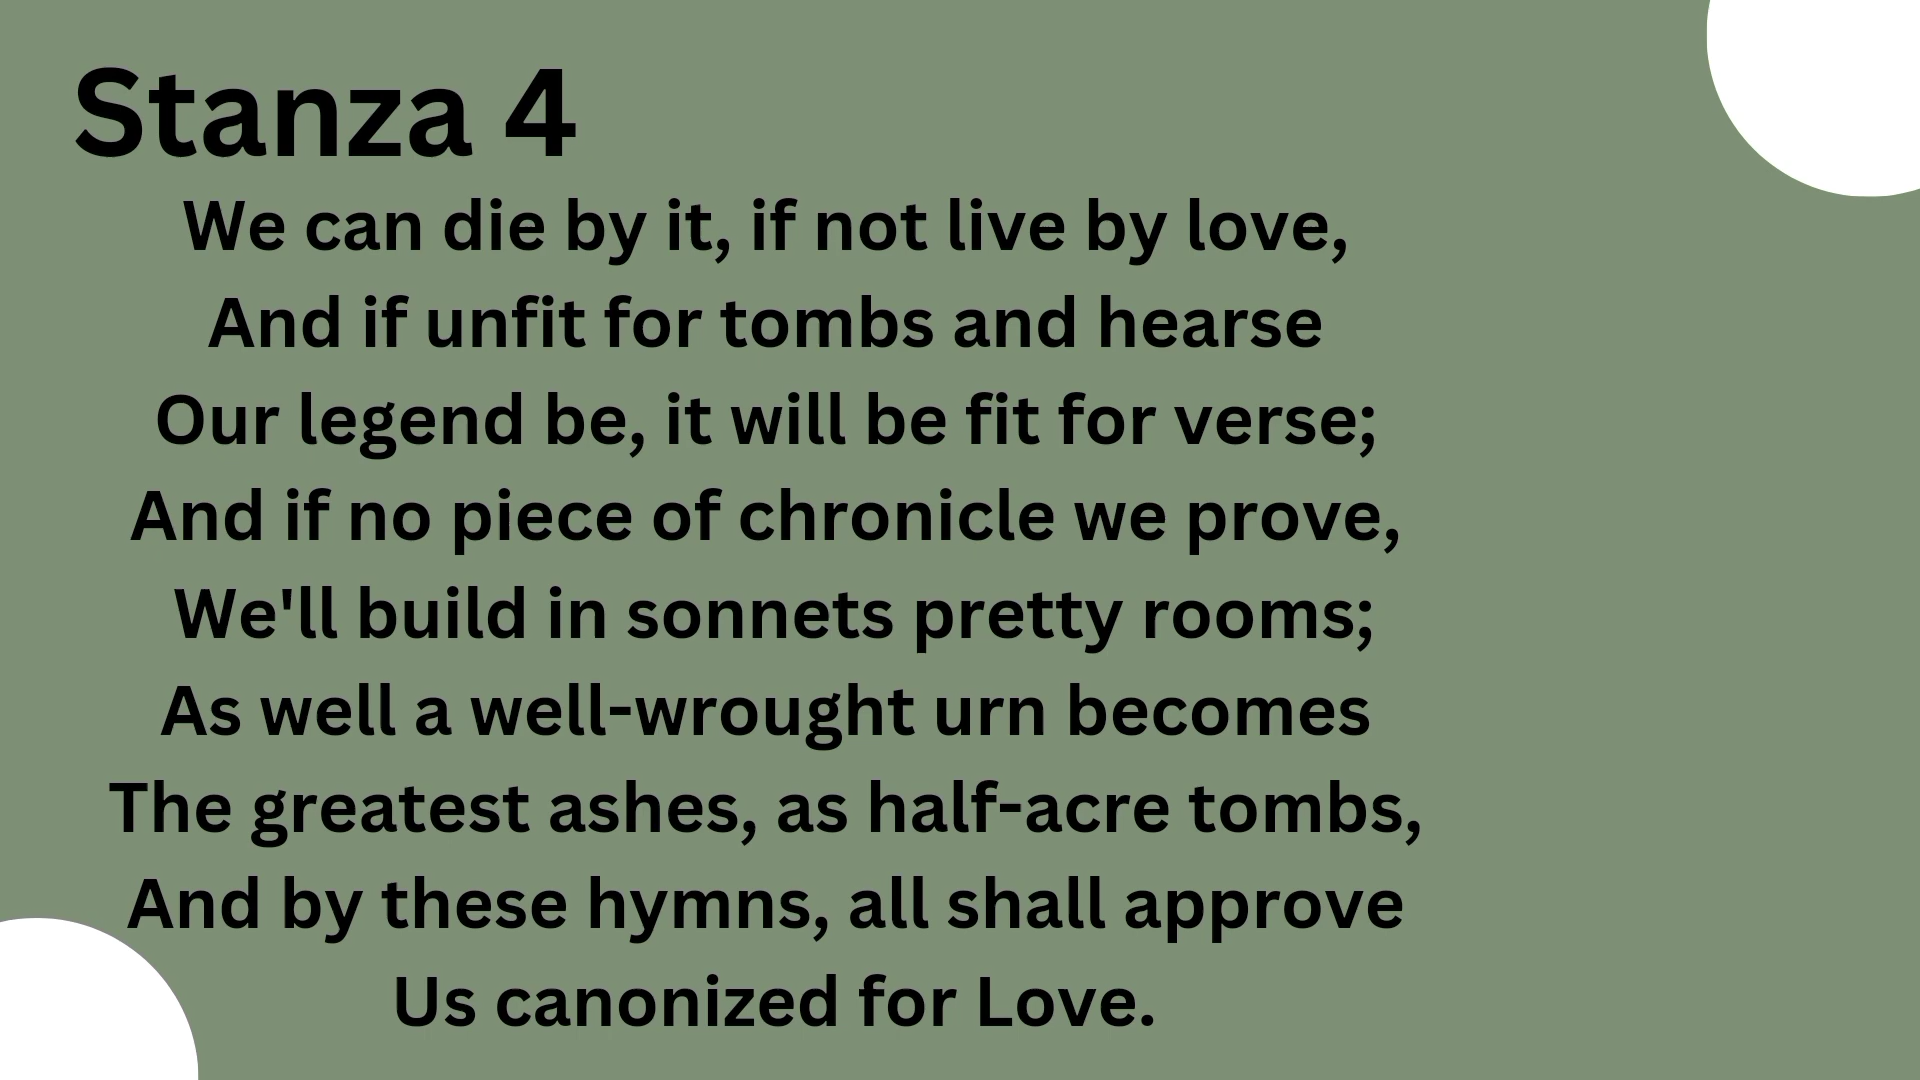 Stanza 4
We can die by it, if not live by love,
And if unfit for tombs and hearse
Our legend be, it will be fit for verse;
And if no piece of chronicle we prove,
We'll build in sonnets pretty rooms;
As well a well-wrought urn becomes
The greatest ashes, as half-acre tombs,
And by these hymns, all shall approve
Us canonized for Love.